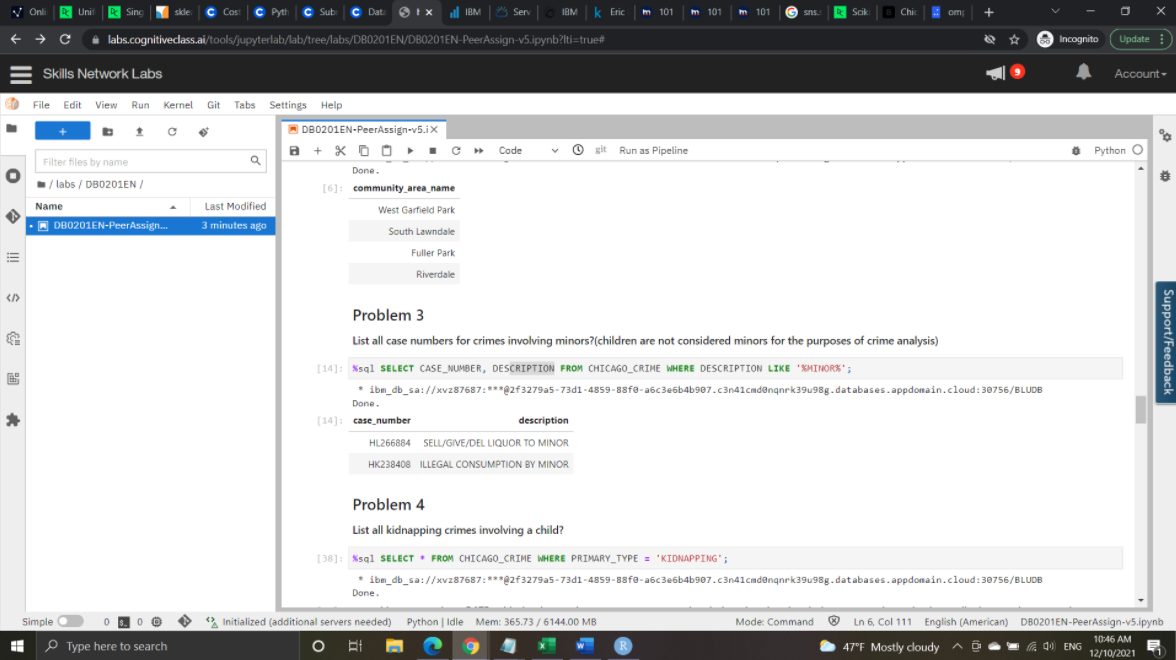 Onli
Unit
Sing
skle
Cost
Pyth
Sub
Data
IBM
Serv
IBM
Eric
101
101
101
sns.
Scik
Chic
omp
labs.cognitiveclass.ai/tools/jupyterlab/lab/tree/labs/DB0201EN/DB0201EN-PeerAssign-v5.ipynb?lti=true#
Incognito
Update
Skills Network Labs
9
Account
File Edit View Run Kernel Git Tabs Settings Help
DB0201EN-PeerAssign-v5.i
Code
git
Run as Pipeline
Python
Filter files by name
/ labs / DB0201EN /
Name Last Modified
DB0201EN-PeerAssign... 3 minutes ago
Done.
[6]: community_area_name
West Garfield Park
South Lawndale
Fuller Park
Riverdale
Problem 3
List all case numbers for crimes involving minors?(children are not considered minors for the purposes of crime analysis)
[14]: %sql SELECT CASE_NUMBER, DESCRIPTION FROM CHICAGO_CRIME WHERE DESCRIPTION LIKE '%MINOR%';
* ibm_db_sa://xvz87687:***@2f3279a5-73d1-4859-88f0-a6c3e6b4b907.c3n41cmd0nqnrk39u98g.databases.appdomain.cloud:30756/BLUDB
Done.
[14]: case_number description
HL266884 SELL/GIVE/DEL LIQUOR TO MINOR
HK238408 ILLEGAL CONSUMPTION BY MINOR
Problem 4
List all kidnapping crimes involving a child?
[38]: %sql SELECT * FROM CHICAGO_CRIME WHERE PRIMARY_TYPE = 'KIDNAPPING';
* ibm_db_sa://xvz87687:***@2f3279a5-73d1-4859-88f0-a6c3e6b4b907.c3n41cmd0nqnrk39u98g.databases.appdomain.cloud:30756/BLUDB
Done.
Support/Feedback
Simple 0 0 Initialized (additional servers needed) Python | Idle Mem: 365.73 / 6144.00 MB Mode: Command Ln 6, Col 111 English (American) DB0201EN-PeerAssign-v5.ipynb
Type here to search
47°F Mostly cloudy
ENG
10:46 AM
12/10/2021
1